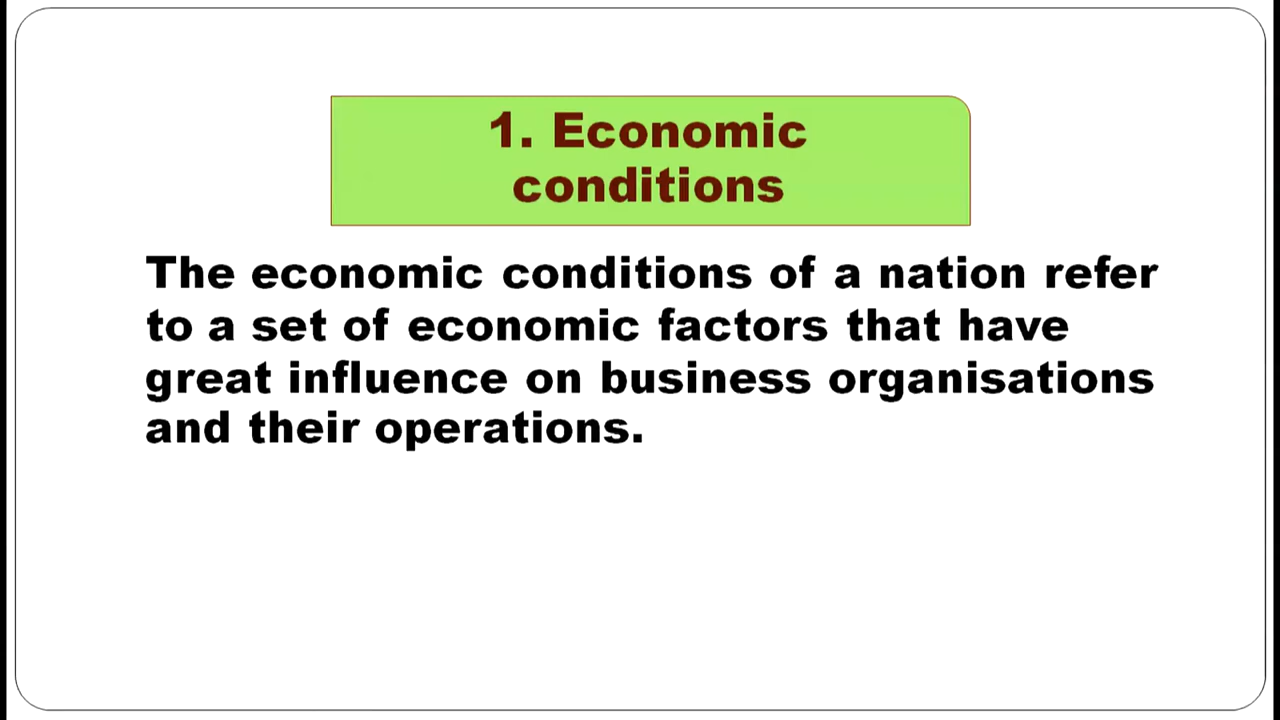 1. Economic
conditions
The economic conditions of a nation refer
to a set of economic factors that have
great influence on business organisations
and their operations.